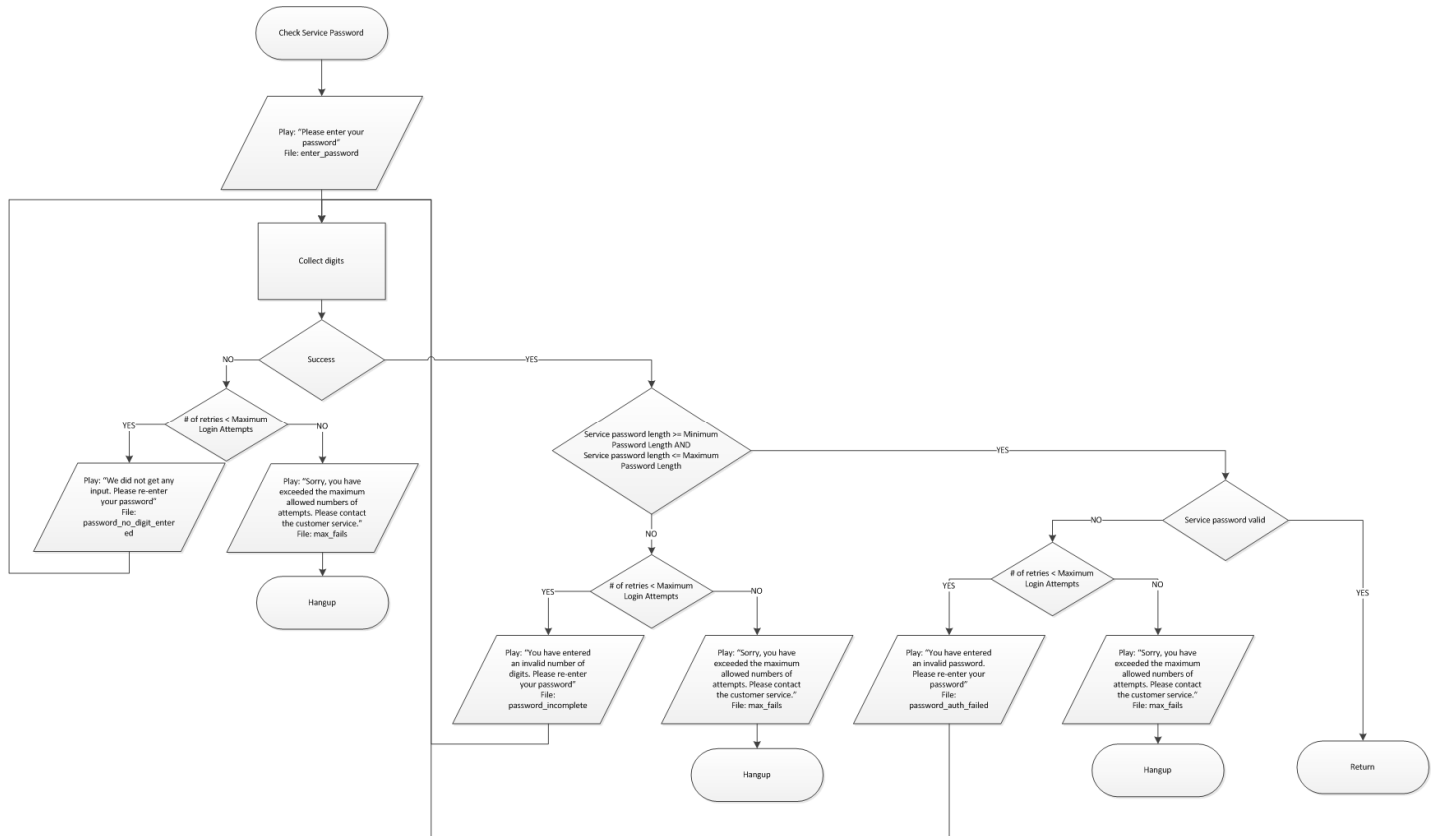 Check Service Password
Play: “Please enter your
password”
File: enter_password
Collect digits
Success
NO
YES
# of retries < Maximum
Login Attempts
YES
NO
Play: “We did not get any
input. Please re-enter
your password”
File:
password_no_digit_enter
ed
Play: “Sorry, you have
exceeded the maximum
allowed numbers of
attempts. Please contact
the customer service.”
File: max_fails
Hangup
Service password length >= Minimum
Password Length AND
Service password length <= Maximum
Password Length
YES
NO
# of retries < Maximum
Login Attempts
YES
NO
Play: “You have entered
an invalid number of
digits. Please re-enter
your password”
File:
password_incomplete
Play: “Sorry, you have
exceeded the maximum
allowed numbers of
attempts. Please contact
the customer service.”
File: max_fails
Hangup
Service password valid
NO
YES
# of retries < Maximum
Login Attempts
YES
NO
Play: “You have entered
an invalid password.
Please re-enter your
password”
File:
password_auth_failed
Play: “Sorry, you have
exceeded the maximum
allowed numbers of
attempts. Please contact
the customer service.”
File: max_fails
Hangup
Return